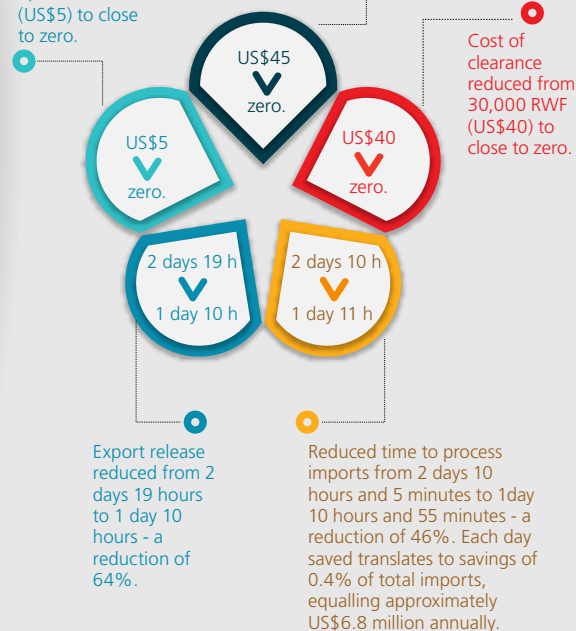 (US$5) to close
to zero.
US$45
zero.
Cost of
clearance
reduced from
30,000 RWF
(US$40) to
close to zero.
US$5
zero.
US$40
zero.
2 days 19 h
1 day 10 h
2 days 10 h
1 day 11 h
Export release
reduced from 2
days 19 hours
to 1 day 10
hours - a
reduction of
64%.
Reduced time to process
imports from 2 days 10
hours and 5 minutes to 1day
10 hours and 55 minutes - a
reduction of 46%. Each day
saved translates to savings of
0.4% of total imports,
equalling approximately
US$6.8 million annually.